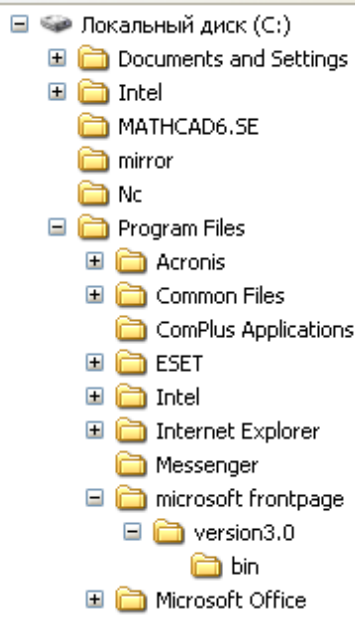 Локальный диск (C:)
Documents and Settings
Intel
MATHCAD6.SE
mirror
Nc
Program Files
Acronis
Common Files
ComPlus Applications
ESET
Intel
Internet Explorer
Messenger
microsoft frontpage
version3.0
bin
Microsoft Office